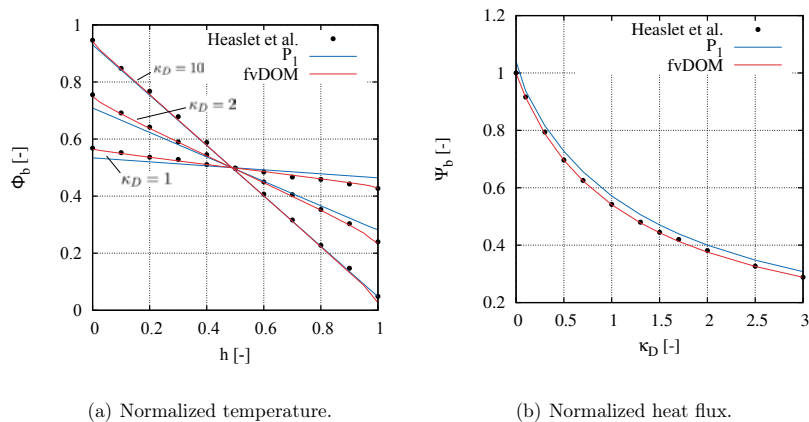 Heaslet et al.
P1
fvDOM
κD = 10
κD = 2
κD = 1
1
0.8
0.6
0.4
0.2
0
0 0.2 0.4 0.6 0.8 1
Φb [-]
h [-]
(a) Normalized temperature.
Heaslet et al.
P1
fvDOM
1.2
1
0.8
0.6
0.4
0.2
0 0.5 1 1.5 2 2.5 3
Ψb [-]
κD [-]
(b) Normalized heat flux.